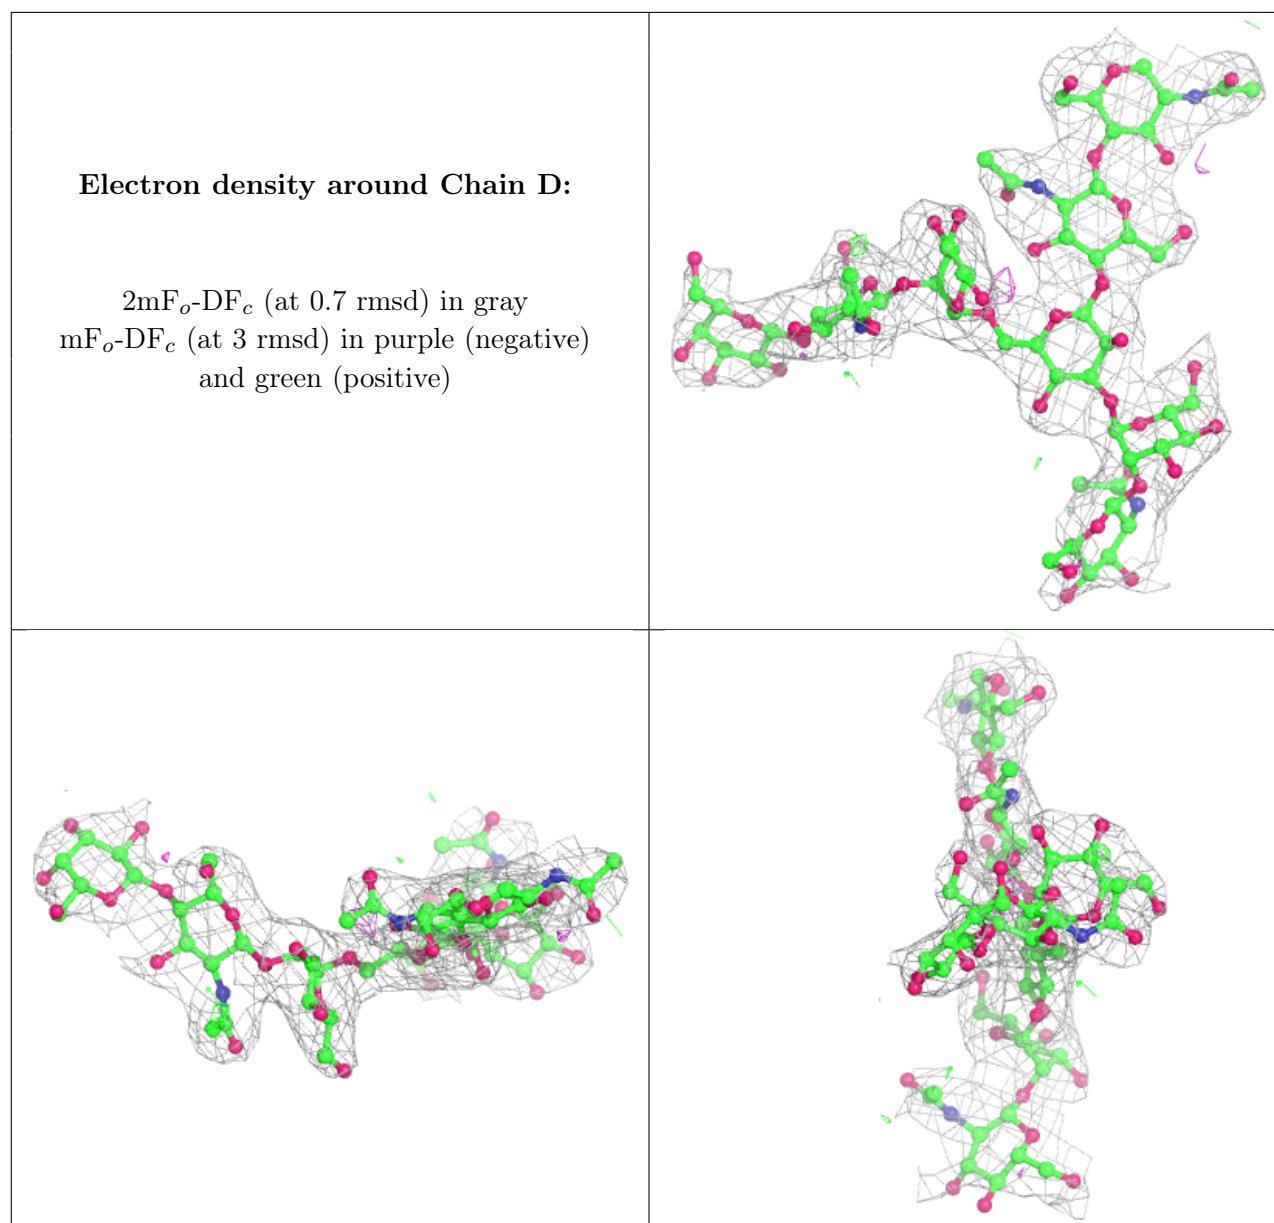 Electron density around Chain D:
2mFo-DFc (at 0.7 rmsd) in gray
mFo-DFc (at 3 rmsd) in purple (negative)
and green (positive)